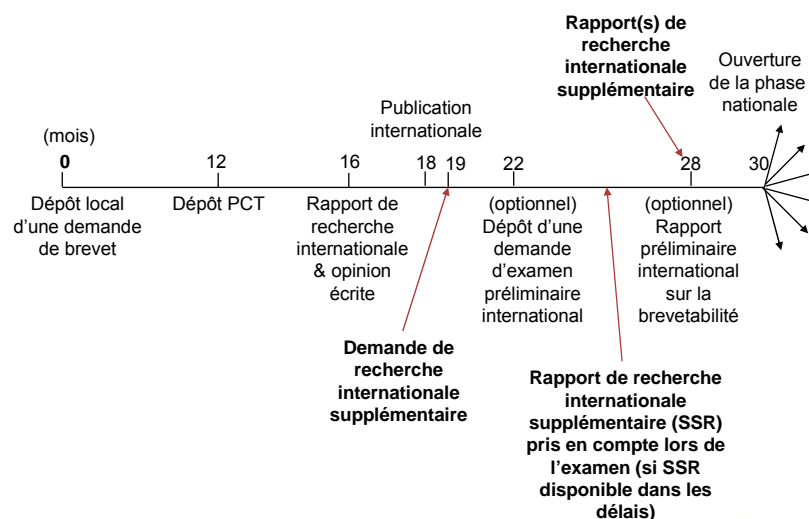 Rapport(s) de
recherche
internationale
supplémentaire
Ouverture
de la phase
nationale
Publication
internationale
(mois)
0
12
16
18
19
22
28
30
Dépôt local
d'une demande
de brevet
Dépôt PCT
Rapport de
recherche
internationale
& opinion
écrite
(optionnel)
Dépôt d'une
demande
d'examen
préliminaire
international
(optionnel)
Rapport
préliminaire
international
sur la
brevetabilité
Demande de
recherche
internationale
supplémentaire
Rapport de recherche
internationale
supplémentaire (SSR)
pris en compte lors de
l'examen (si SSR
disponible dans les
délais)